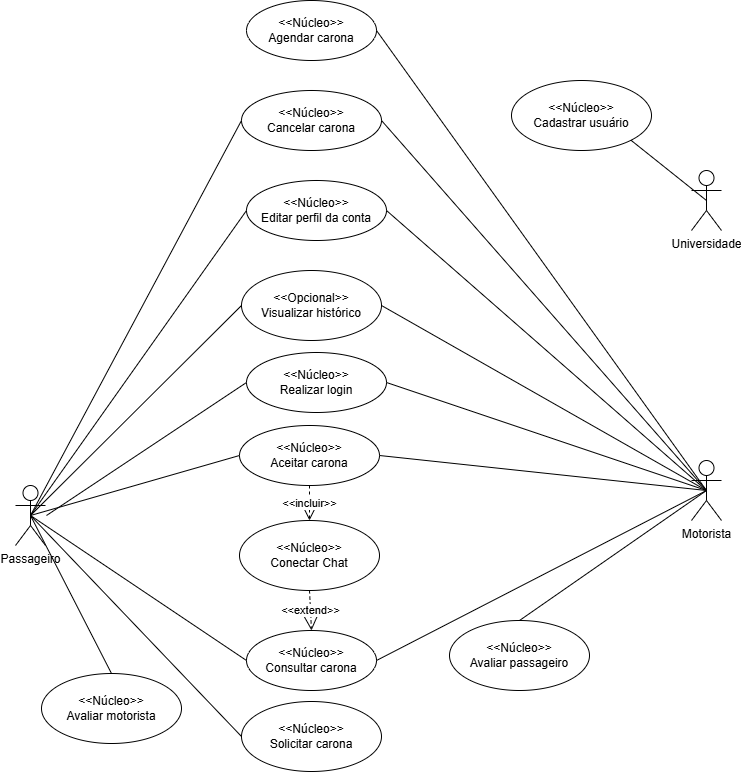 <<Núcleo>>
Agendar carona
<<Núcleo>>
Cancelar carona
<<Núcleo>>
Cadastrar usuário
<<Núcleo>>
Editar perfil da conta
Universidade
<<Opcional>>
Visualizar histórico
<<Núcleo>>
Realizar login
<<Núcleo>>
Aceitar carona
<<incluir>>
Passageiro
Motorista
<<Núcleo>>
Conectar Chat
<<extend>>
<<Núcleo>>
Consultar carona
<<Núcleo>>
Avaliar passageiro
<<Núcleo>>
Avaliar motorista
<<Núcleo>>
Solicitar carona